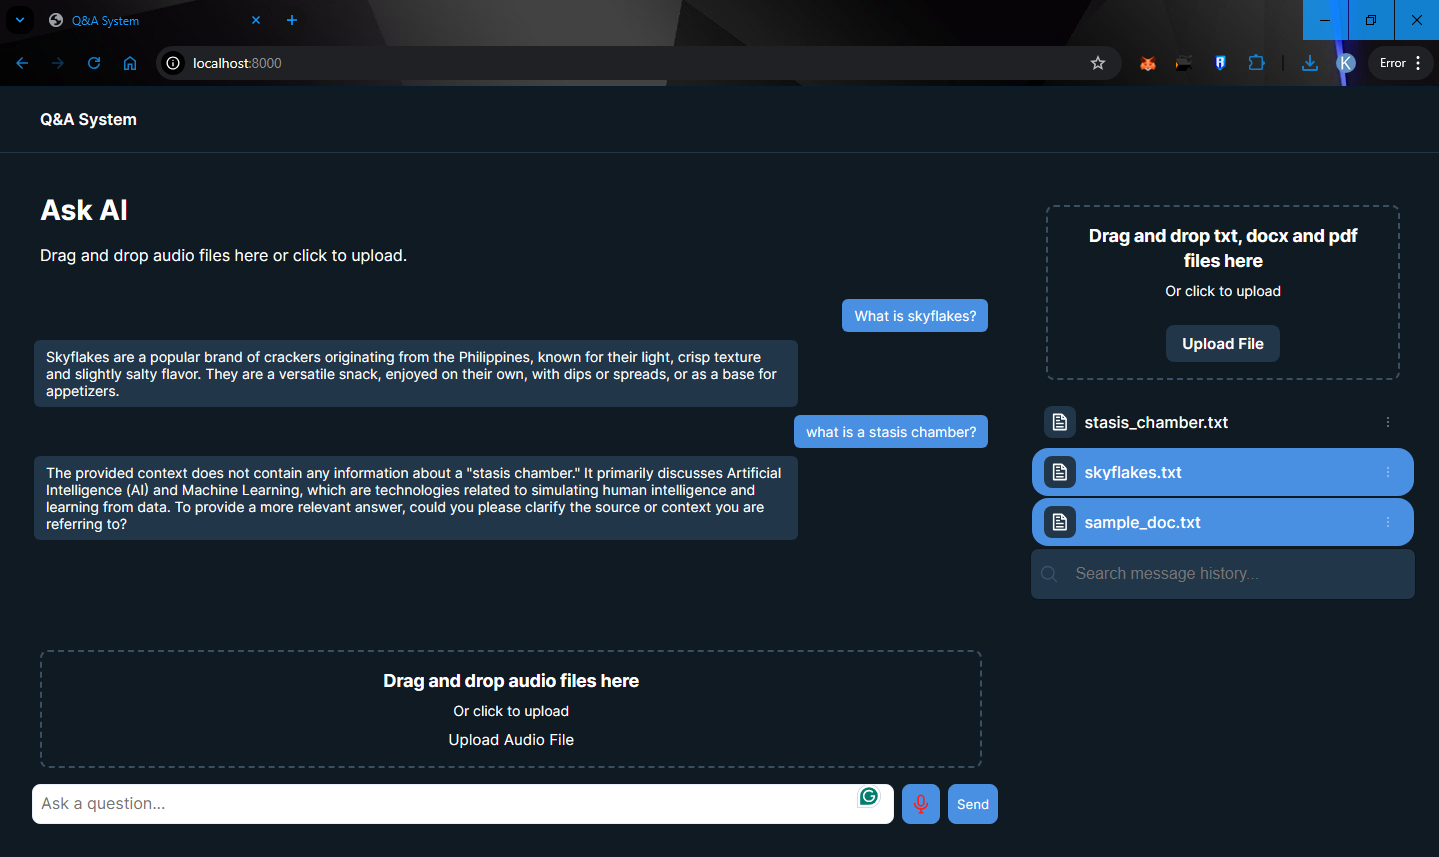 Q&A System
localhost:8000
K
Error
Q&A System
Ask AI
Drag and drop audio files here or click to upload.
What is skyflakes?
Skyflakes are a popular brand of crackers originating from the Philippines, known for their light, crisp texture
and slightly salty flavor. They are a versatile snack, enjoyed on their own, with dips or spreads, or as a base for
appetizers.
what is a stasis chamber?
The provided context does not contain any information about a "stasis chamber." It primarily discusses Artificial
Intelligence (AI) and Machine Learning, which are technologies related to simulating human intelligence and
learning from data. To provide a more relevant answer, could you please clarify the source or context you are
referring to?
Drag and drop audio files here
Or click to upload
Upload Audio File
Ask a question...
G
Send
Drag and drop txt, docx and pdf
files here
Or click to upload
Upload File
stasis_chamber.txt
skyflakes.txt
sample_doc.txt
Search message history...